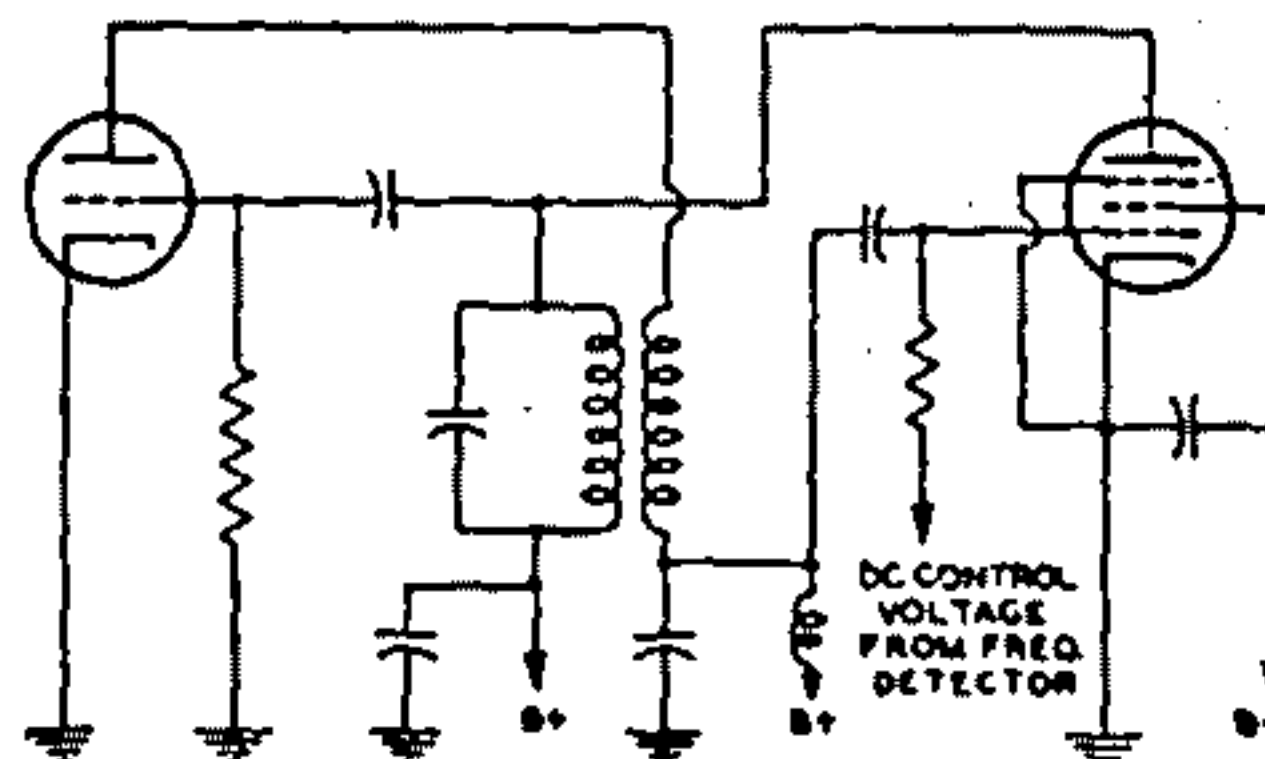 DC CONTROL
VOLTAGE
FROM FREQ.
DETECTOR
B+
B+